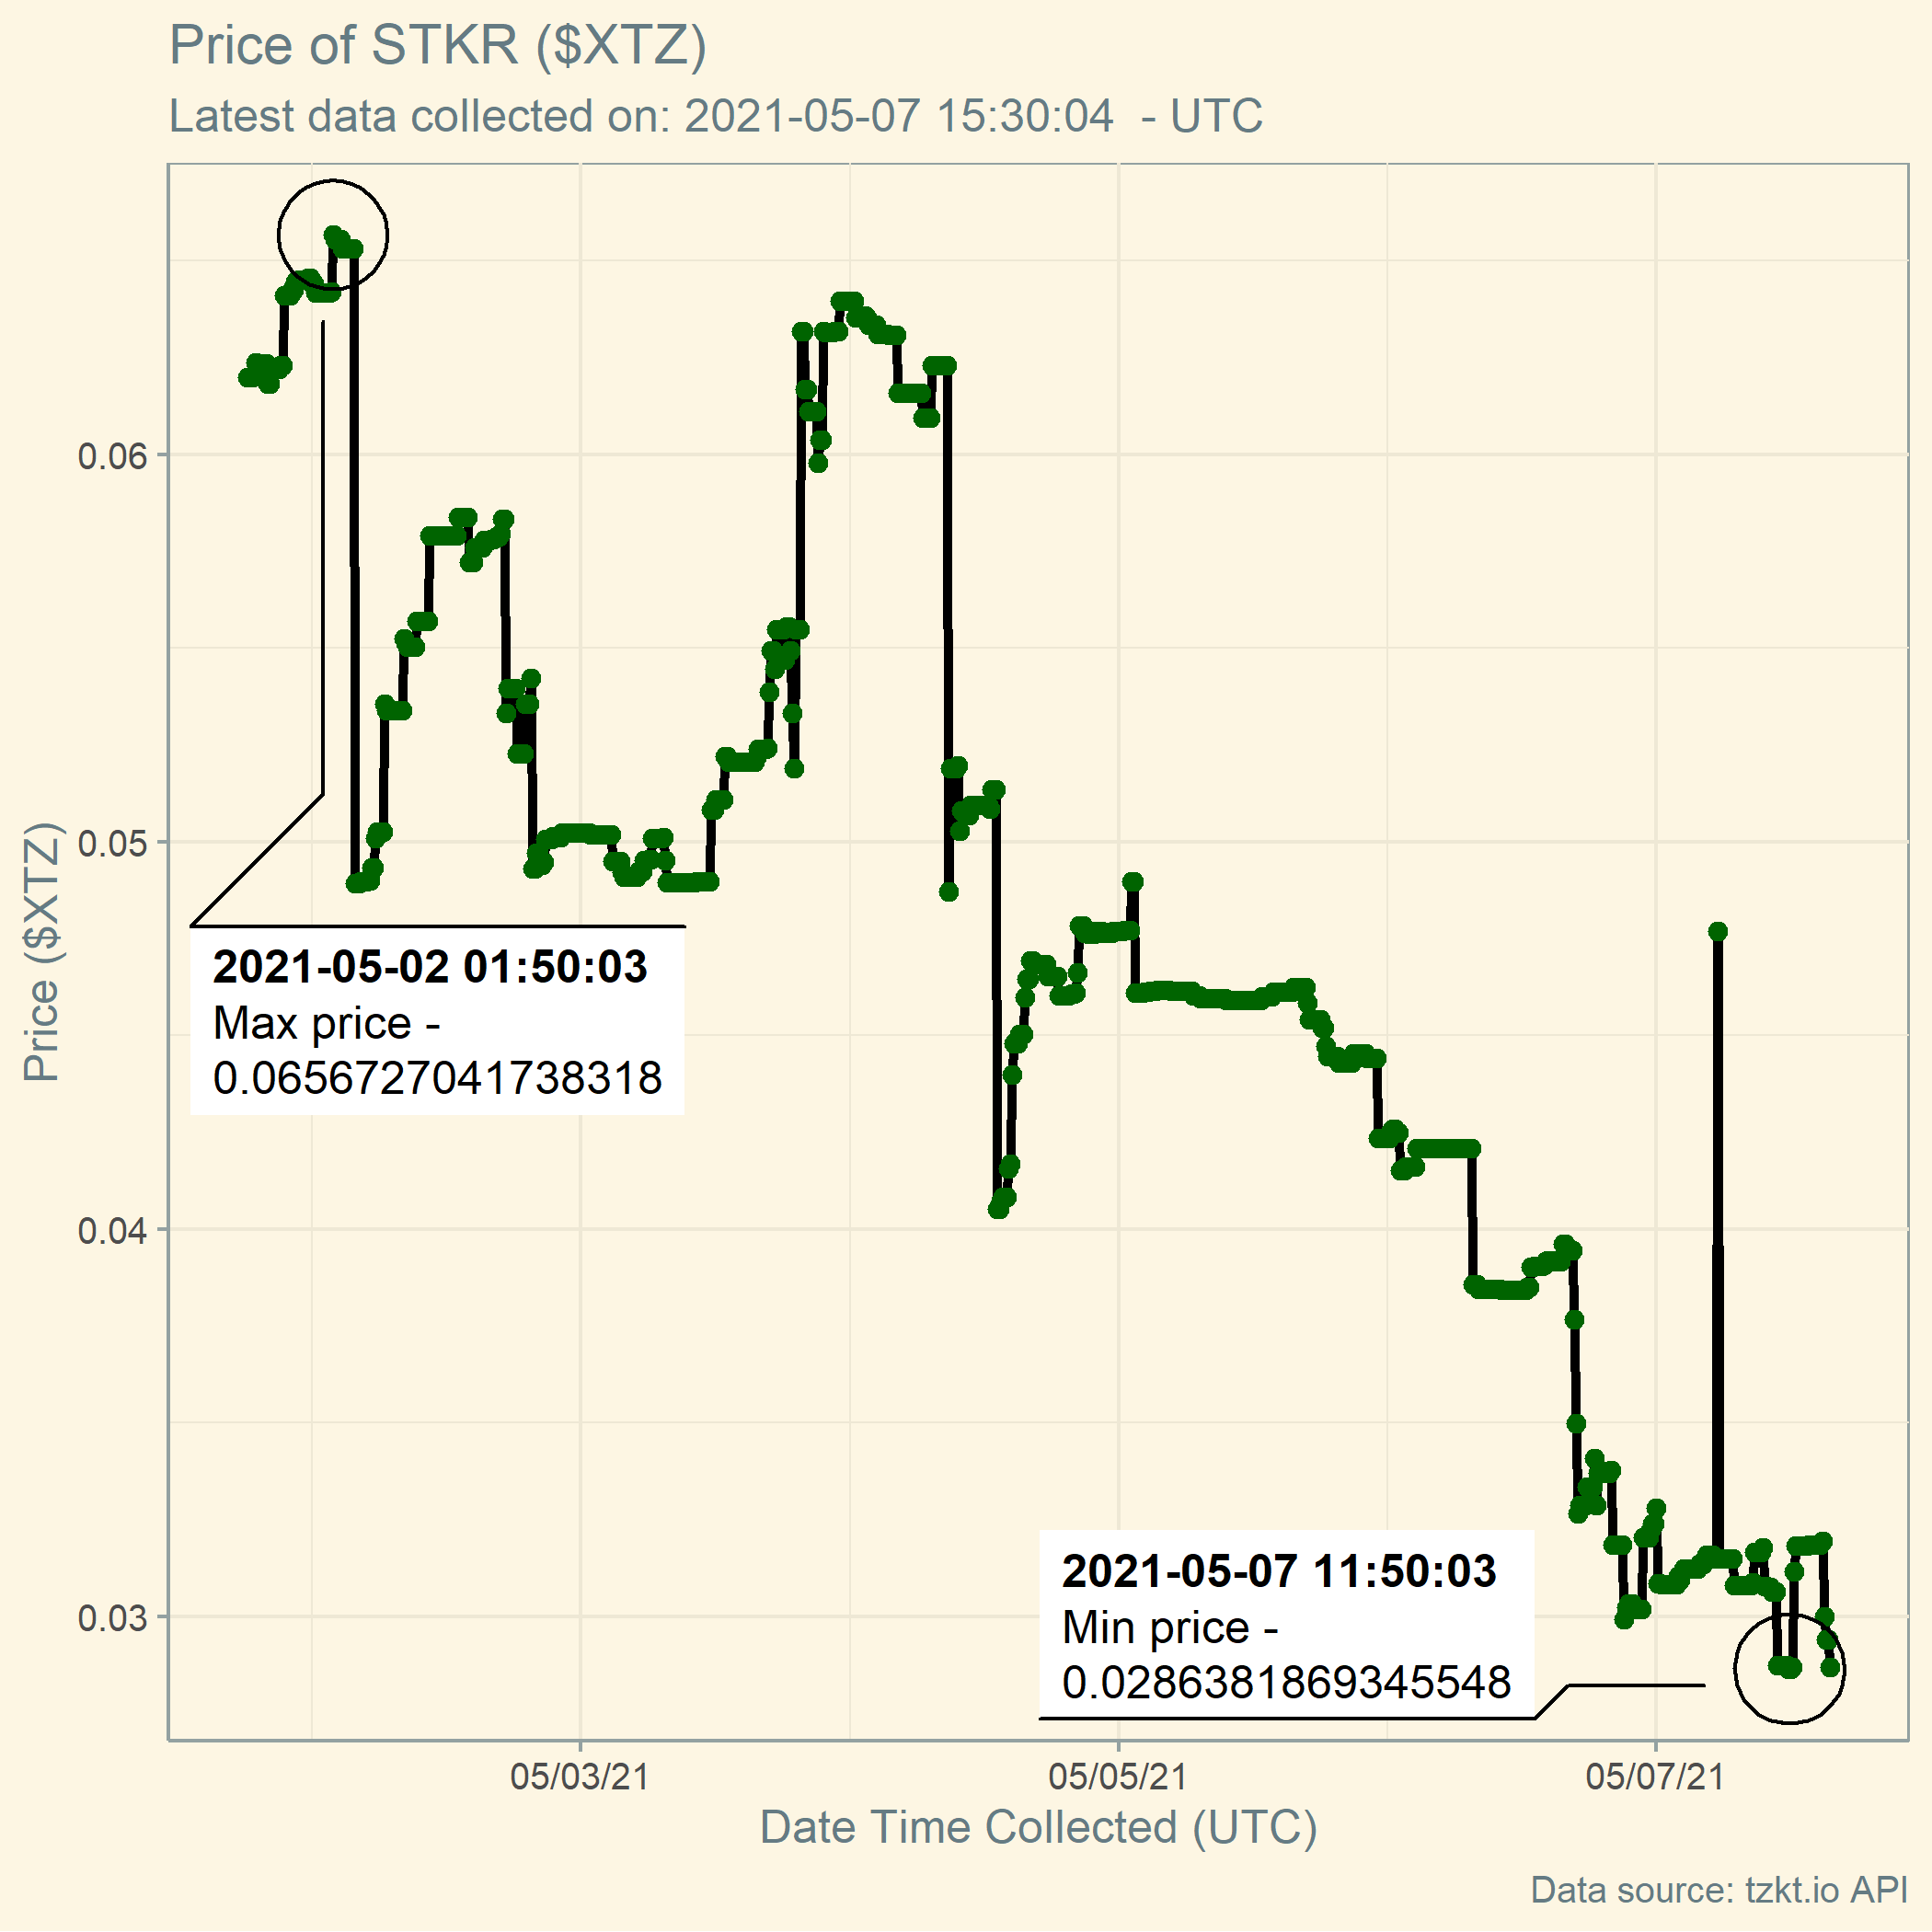 Price of STKR ($XTZ)
Latest data collected on: 2021-05-07 15:30:04  - UTC
0.06
0.05
0.04
0.03
Price ($XTZ)
2021-05-02 01:50:03
Max price -
0.0656727041738318
2021-05-07 11:50:03
Min price -
0.0286381869345548
05/03/21
05/05/21
05/07/21
Date Time Collected (UTC)
Data source: tzkt.io API